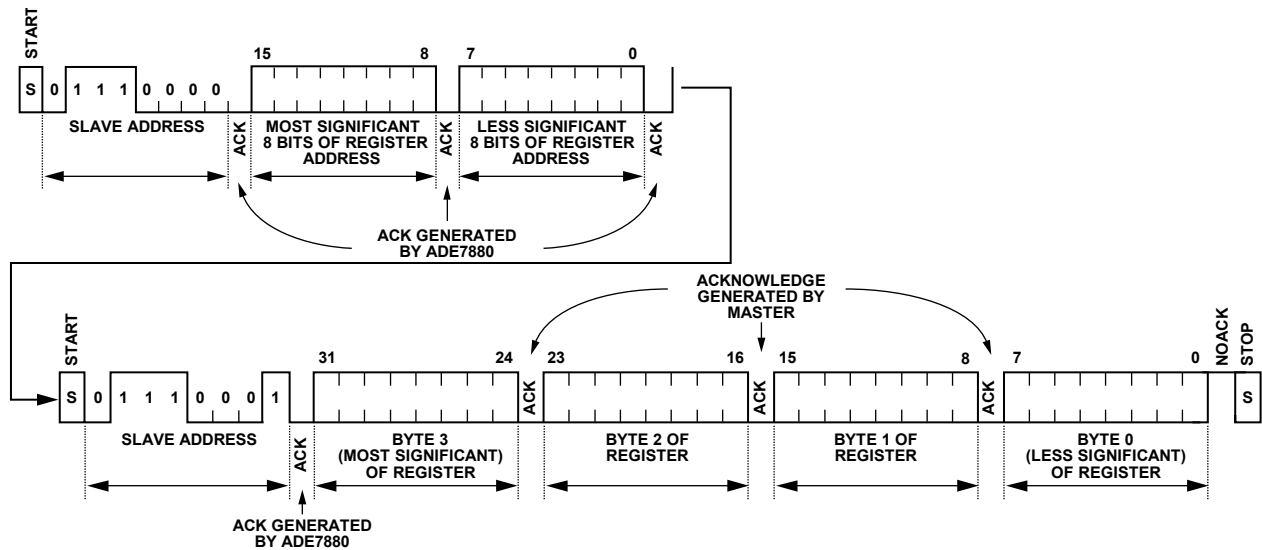 START
15 8 7 0
S 0 1 1 1 0 0 0 0
SLAVE ADDRESS
ACK
MOST SIGNIFICANT
8 BITS OF REGISTER
ADDRESS
ACK
LESS SIGNIFICANT
8 BITS OF REGISTER
ADDRESS
ACK
ACK GENERATED
BY ADE7880
ACKNOWLEDGE
GENERATED BY
MASTER
START
31 24 23 16 15 8 7 0
NOACK
STOP
S 0 1 1 1 0 0 0 1
ACK
ACK
ACK
S
SLAVE ADDRESS
ACK
BYTE 3
(MOST SIGNIFICANT)
OF REGISTER
BYTE 2 OF
REGISTER
BYTE 1 OF
REGISTER
BYTE 0
(LESS SIGNIFICANT)
OF REGISTER
ACK GENERATED
BY ADE7880